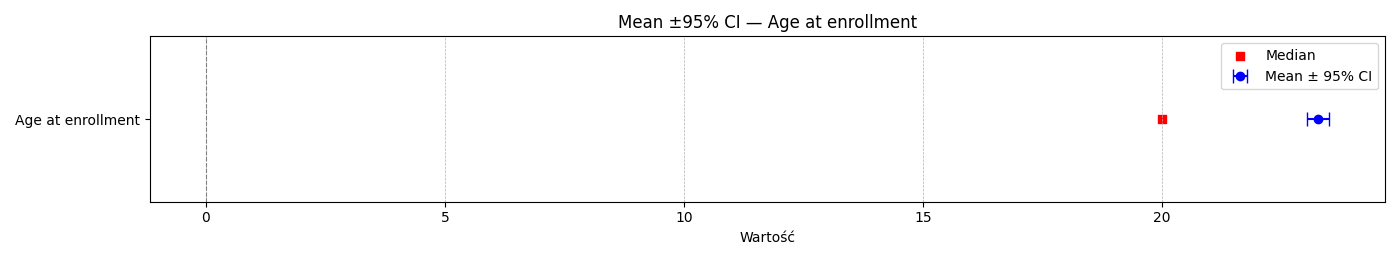 Mean ±95% CI — Age at enrollment
Median
Mean ± 95% CI
Age at enrollment
0 5 10 15 20
Wartość